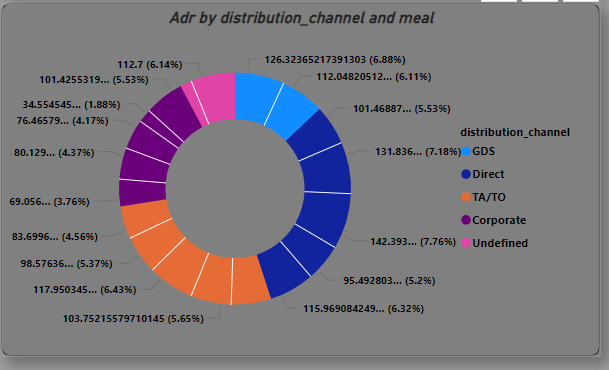 Adr by distribution_channel and meal
112.7 (6.14%)
126.32365217391303 (6.88%)
101.4255319... (5.53%)
112.04820512... (6.11%)
34.554545... (1.88%)
101.46887... (5.53%)
76.46579... (4.17%)
80.129... (4.37%)
131.836... (7.18%)
69.056... (3.76%)
142.393... (7.76%)
83.6996... (4.56%)
98.57636... (5.37%)
95.492803... (5.2%)
117.950345... (6.43%)
115.969084249... (6.32%)
103.75215579710145 (5.65%)
distribution_channel
GDS
Direct
TA/TO
Corporate
Undefined